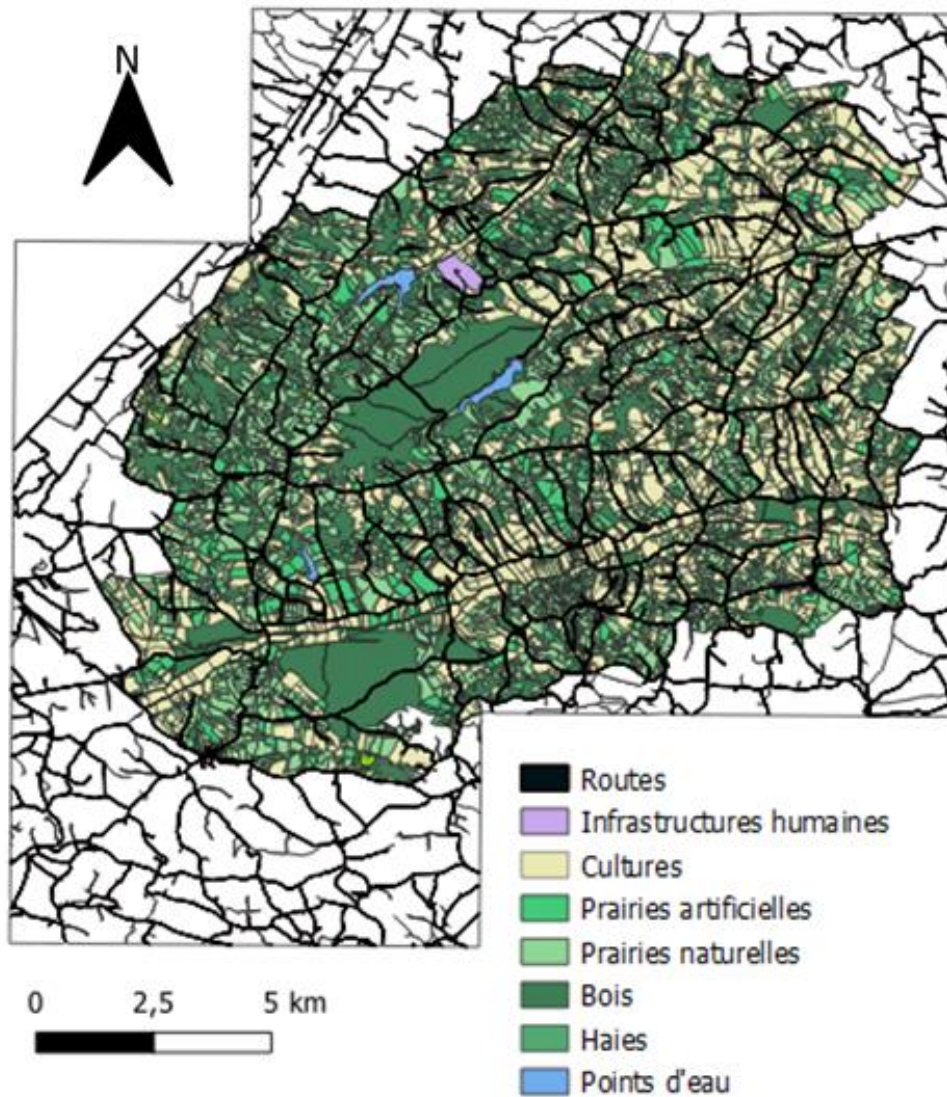 N
Routes
Infrastructures humaines
Cultures
Prairies artificielles
Prairies naturelles
Bois
Haies
Points d'eau
0 2,5 5 km